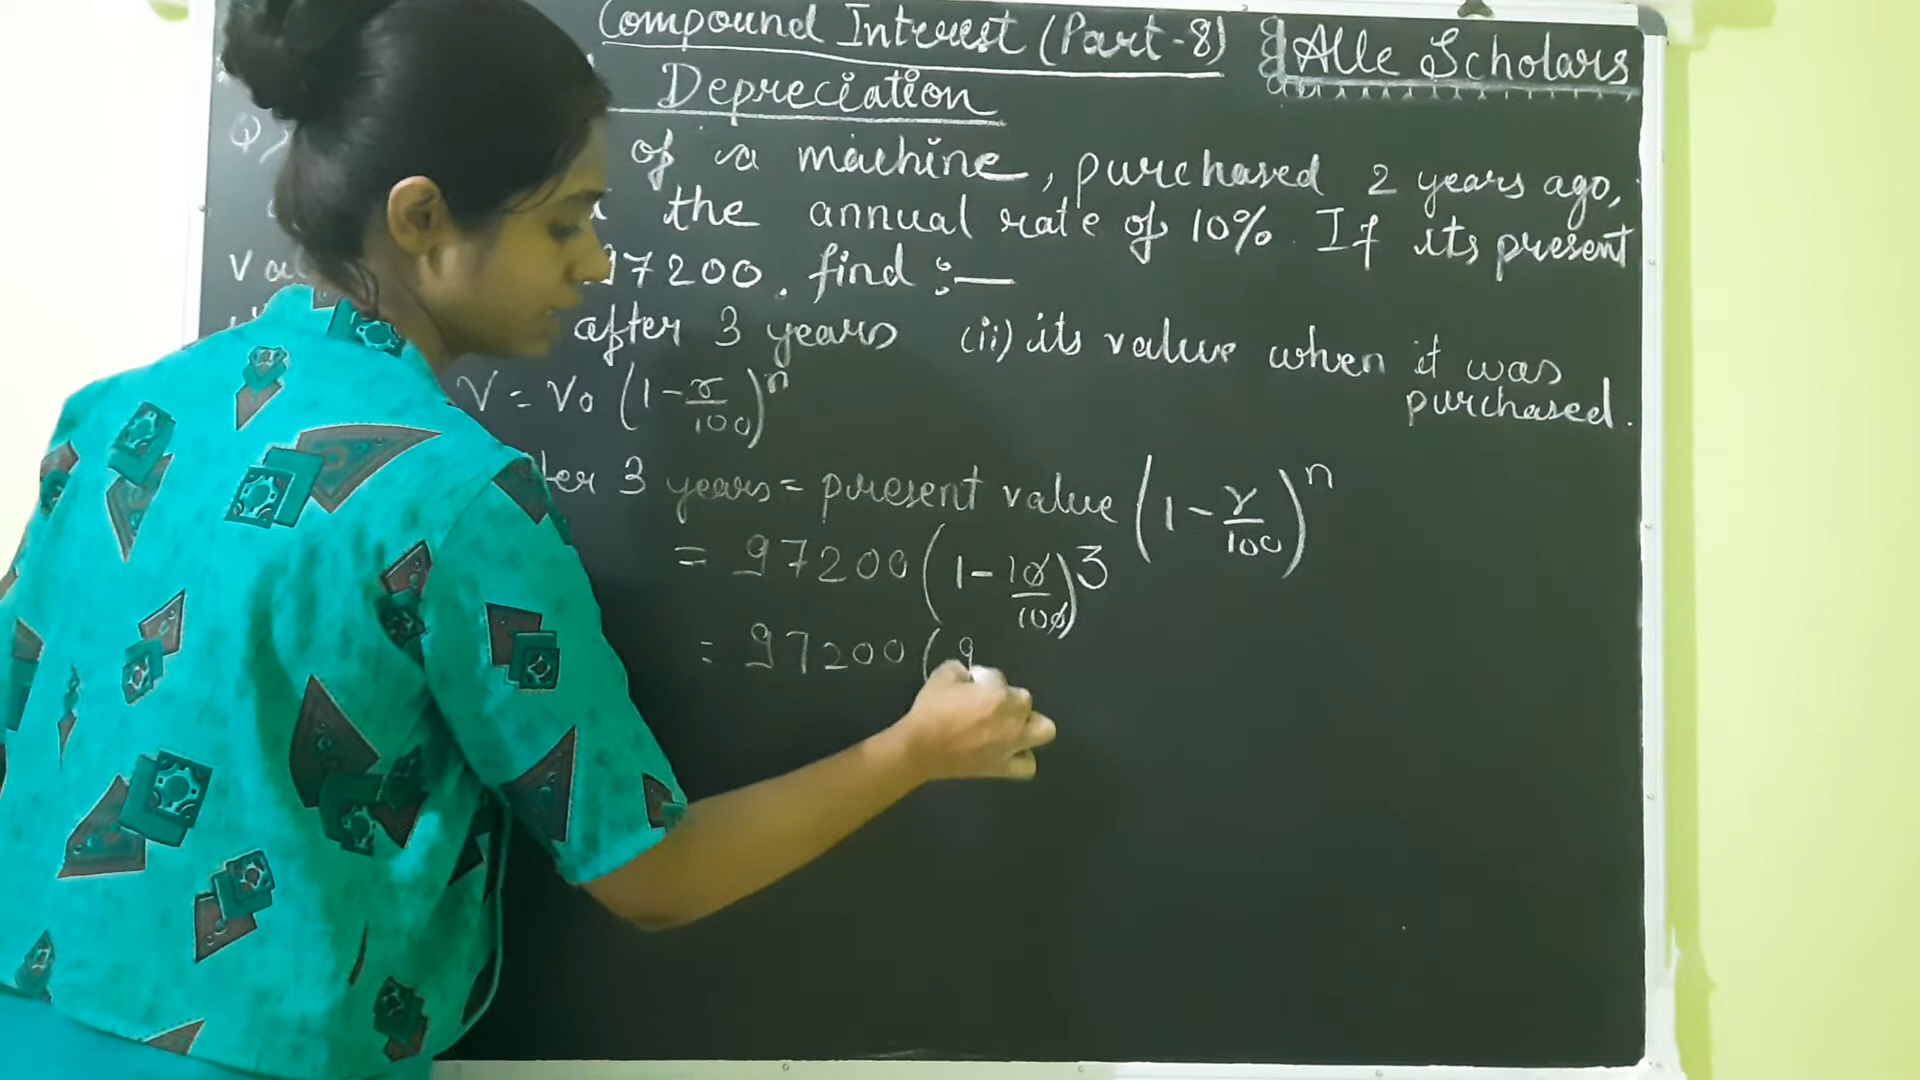 Compound Interest (Part-8) Alle Scholars
Depreciation
Q) of a machine, purchased 2 years ago,
the annual rate of 10%. If its present
97200. find :—
after 3 years (ii) its value when it was
purchased.
V = V₀ (1 - r/100)ⁿ
3 years = present value (1 - r/100)ⁿ
= 97200 (1 - 10/100)³
= 97200 (9